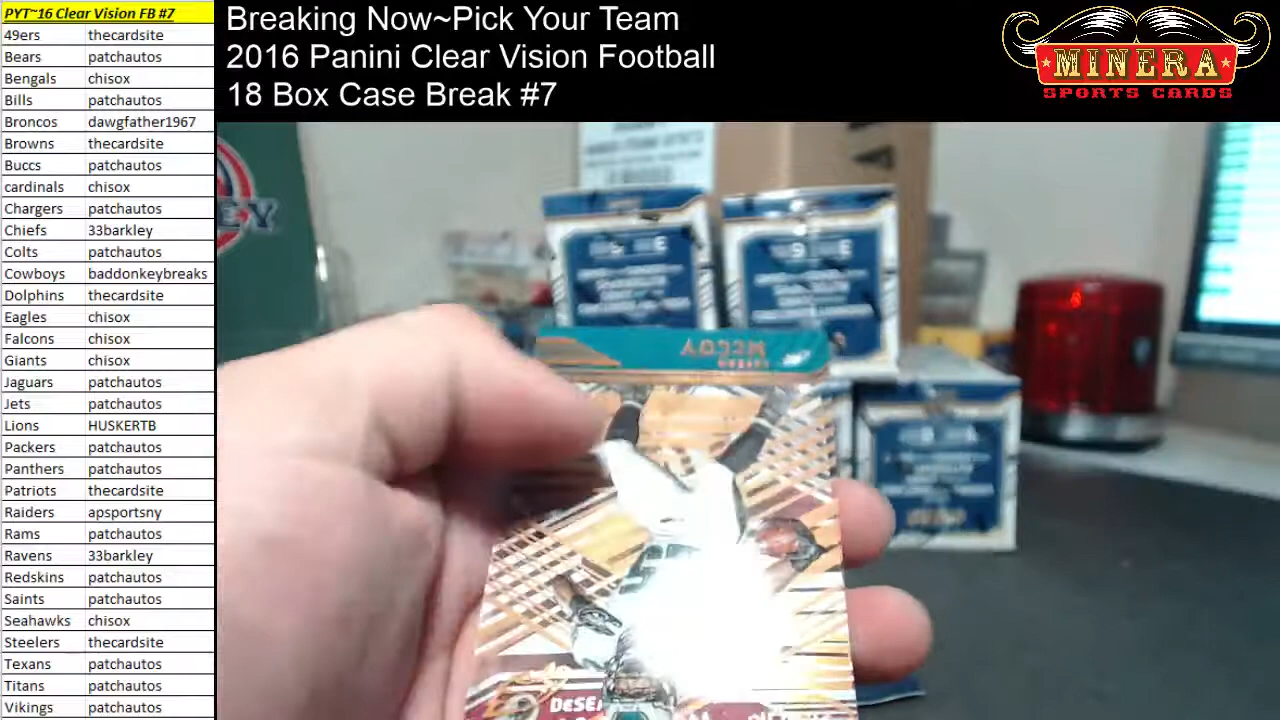 PYT~16 Clear Vision FB #7
49ers thecardsite
Bears patchautos
Bengals chisox
Bills patchautos
Broncos dawgfather1967
Browns thecardsite
Buccs patchautos
cardinals chisox
Chargers patchautos
Chiefs 33barkley
Colts patchautos
Cowboys baddonkeybreaks
Dolphins thecardsite
Eagles chisox
Falcons chisox
Giants chisox
Jaguars patchautos
Jets patchautos
Lions HUSKERTB
Packers patchautos
Panthers patchautos
Patriots thecardsite
Raiders apsportsny
Rams patchautos
Ravens 33barkley
Redskins patchautos
Saints patchautos
Seahawks chisox
Steelers thecardsite
Texans patchautos
Titans patchautos
Vikings patchautos
Breaking Now~Pick Your Team
2016 Panini Clear Vision Football
18 Box Case Break #7
MINERA
SPORTS CARDS
MCCOY